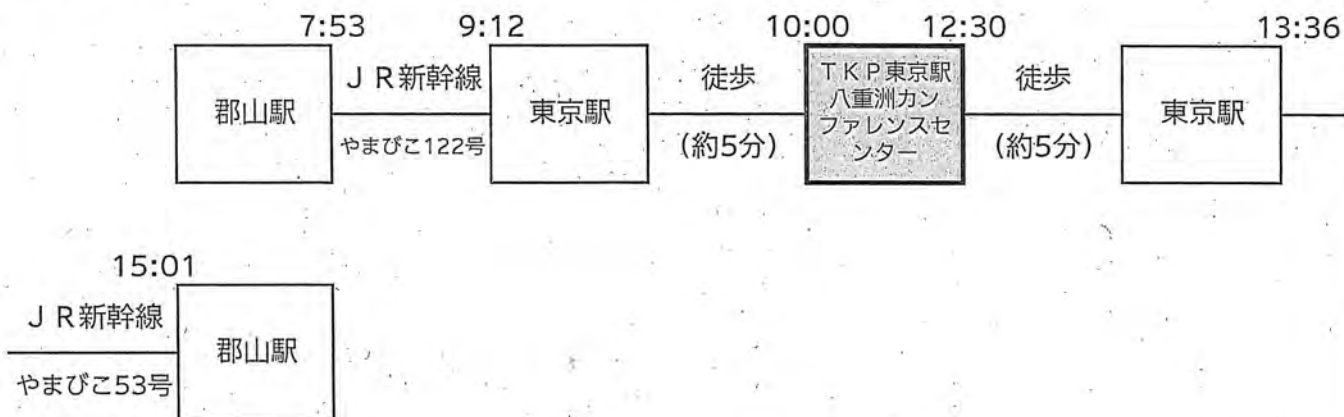 7:53 9:12 10:00 12:30 13:36
郡山駅
ＪＲ新幹線
やまびこ122号
東京駅
徒歩
(約5分)
ＴＫＰ東京駅
八重洲カン
ファレンスセ
ンター
徒歩
(約5分)
東京駅
15:01
ＪＲ新幹線
やまびこ53号
郡山駅